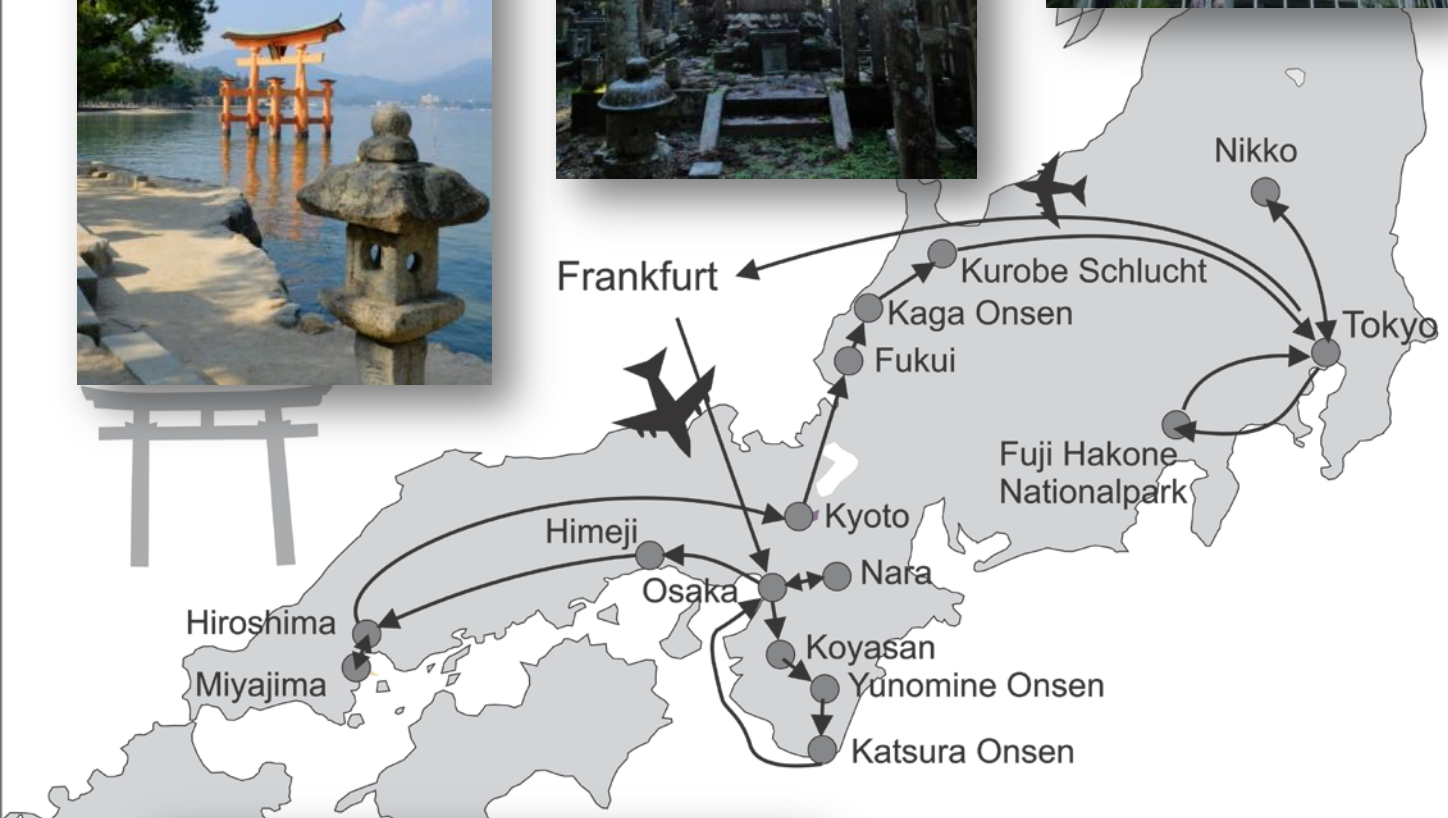 Nikko
Frankfurt
Kurobe Schlucht
Kaga Onsen
Tokyo
Fukui
Fuji Hakone
Nationalpark
Kyoto
Himeji
Nara
Osaka
Hiroshima
Koyasan
Miyajima
Yunomine Onsen
Katsura Onsen